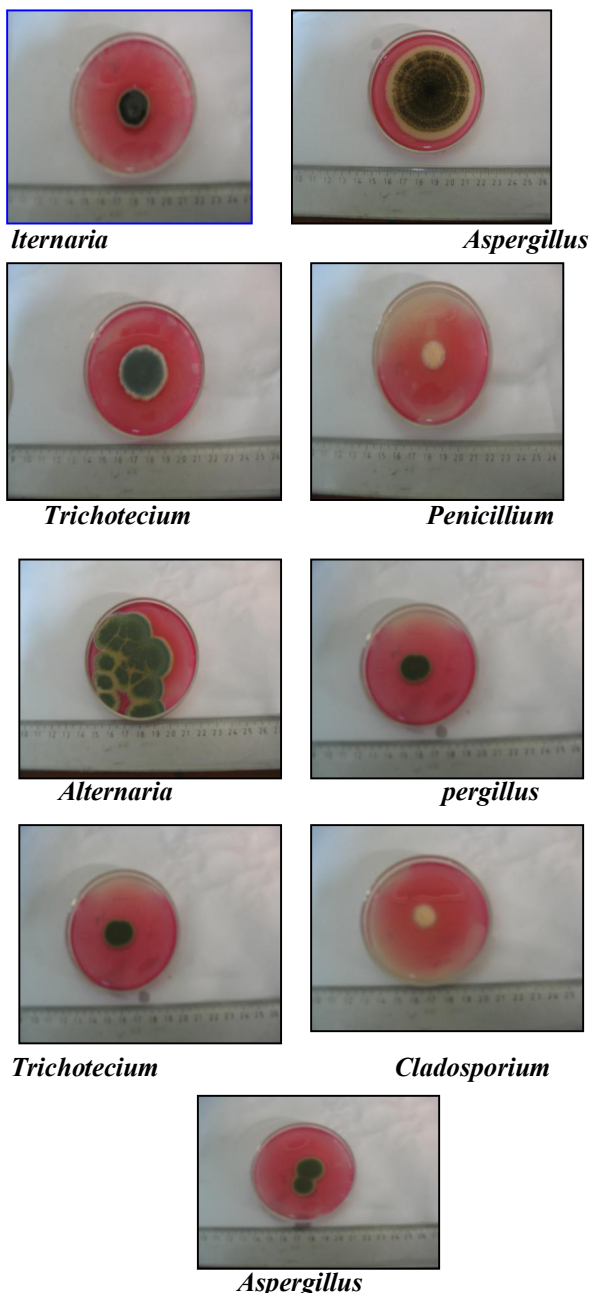 lternaria
Aspergillus
Trichotecium
Penicillium
Alternaria
pergillus
Trichotecium
Cladosporium
Aspergillus